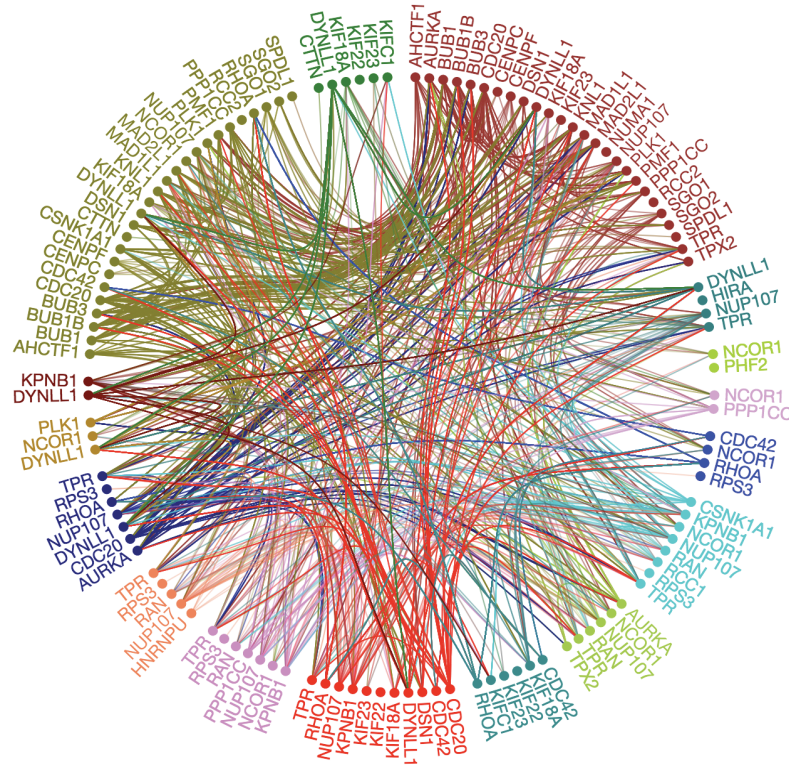 AHCTF1
AURKA
BUB1
BUB1B
BUB3
CDC20
CENPC
CENPF
DSN1
DYNLL1
KIF18A
KIF23
MAD1L1
MAD2L1
NUMA1
NUP107
PLK1
PMF1
PPP1CC
SGO2
SPDL1
TPR
TPX2
DYNLL1
HIRA
NUP107
TPR
NCOR1
PHF2
NCOR1
PPP1CC
CDC42
NCOR1
RHOA
RPS3
CSNK1A1
KPNB1
NCOR1
NUP107
RAN
RCC1
RPS3
TPR
AURKA
NCOR1
NUP107
RAN
TPR
TPX2
CDC42
KIF18A
KIF22
KIF23
KIFC1
RHOA
CDC20
CDC42
DSN1
DYNLL1
KIF18A
KIF22
KIF23
KPNB1
NUP107
RHOA
TPR
KPNB1
NCOR1
NUP107
PPP1CC
RAN
RPS3
TPR
HNRNPU
NUP107
RAN
RPS3
TPR
AURKA
CDC20
DYNLL1
NUP107
RHOA
RPS3
TPR
DYNLL1
NCOR1
PLK1
DYNLL1
KPNB1
AHCTF1
BUB1
BUB1B
BUB3
CDC20
CDC42
CENPC
CENPF
CSNK1A1
CTTN
DSN1
DYNLL1
KIF18A
RHOA
SGO2
SPDL1
CTTN
DYNLL1
KIF18A
KIF22
KIF23
KIFC1